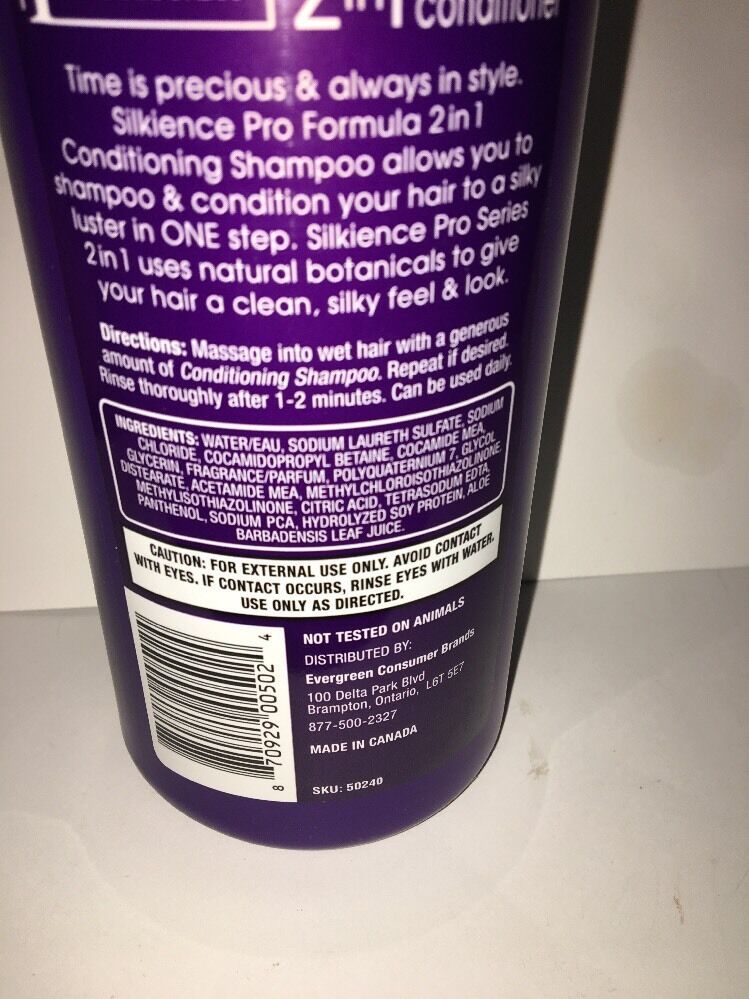 2 in 1 conditioner
Time is precious & always in style.
Silkience Pro Formula 2in1
Conditioning Shampoo allows you to
shampoo & condition your hair to a silky
luster in ONE step. Silkience Pro Series
2in1 uses natural botanicals to give
your hair a clean, silky feel & look.
Directions: Massage into wet hair with a generous
amount of Conditioning Shampoo. Repeat if desired.
Rinse thoroughly after 1-2 minutes. Can be used daily.
INGREDIENTS: WATER/EAU, SODIUM LAURETH SULFATE, SODIUM
CHLORIDE, COCAMIDOPROPYL BETAINE, COCAMIDE MEA,
GLYCERIN, FRAGRANCE/PARFUM, POLYQUATERNIUM 7, GLYCOL
DISTEARATE, ACETAMIDE MEA, METHYLCHLOROISOTHIAZOLINONE,
METHYLISOTHIAZOLINONE, CITRIC ACID, TETRASODIUM EDTA,
PANTHENOL, SODIUM PCA, HYDROLYZED SOY PROTEIN, ALOE
BARBADENSIS LEAF JUICE.
CAUTION: FOR EXTERNAL USE ONLY. AVOID CONTACT
WITH EYES. IF CONTACT OCCURS, RINSE EYES WITH WATER.
USE ONLY AS DIRECTED.
8 70929 00502 4
NOT TESTED ON ANIMALS
DISTRIBUTED BY:
Evergreen Consumer Brands
100 Delta Park Blvd
Brampton, Ontario, L6T 5E7
877-500-2327
MADE IN CANADA
SKU: 50240